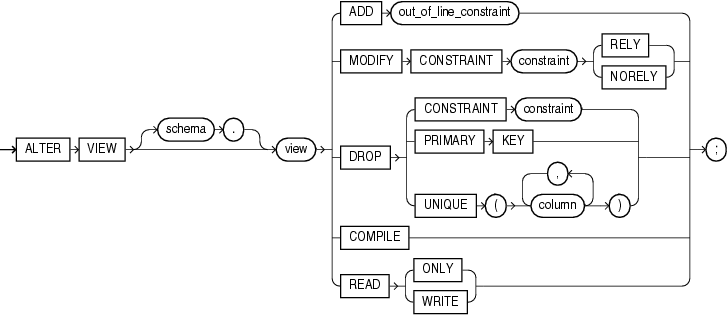 ADD out_of_line_constraint
RELY
MODIFY CONSTRAINT constraint
NORELY
CONSTRAINT constraint
schema .
ALTER VIEW view DROP PRIMARY KEY ;
,
UNIQUE ( column )
COMPILE
ONLY
READ
WRITE